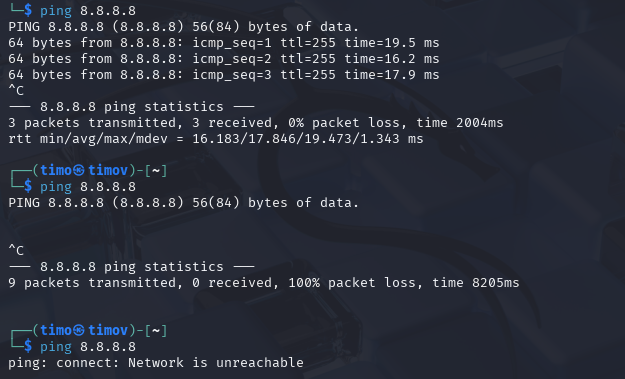 └─$ ping 8.8.8.8
PING 8.8.8.8 (8.8.8.8) 56(84) bytes of data.
64 bytes from 8.8.8.8: icmp_seq=1 ttl=255 time=19.5 ms
64 bytes from 8.8.8.8: icmp_seq=2 ttl=255 time=16.2 ms
64 bytes from 8.8.8.8: icmp_seq=3 ttl=255 time=17.9 ms
^C
--- 8.8.8.8 ping statistics ---
3 packets transmitted, 3 received, 0% packet loss, time 2004ms
rtt min/avg/max/mdev = 16.183/17.846/19.473/1.343 ms
┌──(timo㉿timov)-[~]
└─$ ping 8.8.8.8
PING 8.8.8.8 (8.8.8.8) 56(84) bytes of data.
^C
--- 8.8.8.8 ping statistics ---
9 packets transmitted, 0 received, 100% packet loss, time 8205ms
┌──(timo㉿timov)-[~]
└─$ ping 8.8.8.8
ping: connect: Network is unreachable